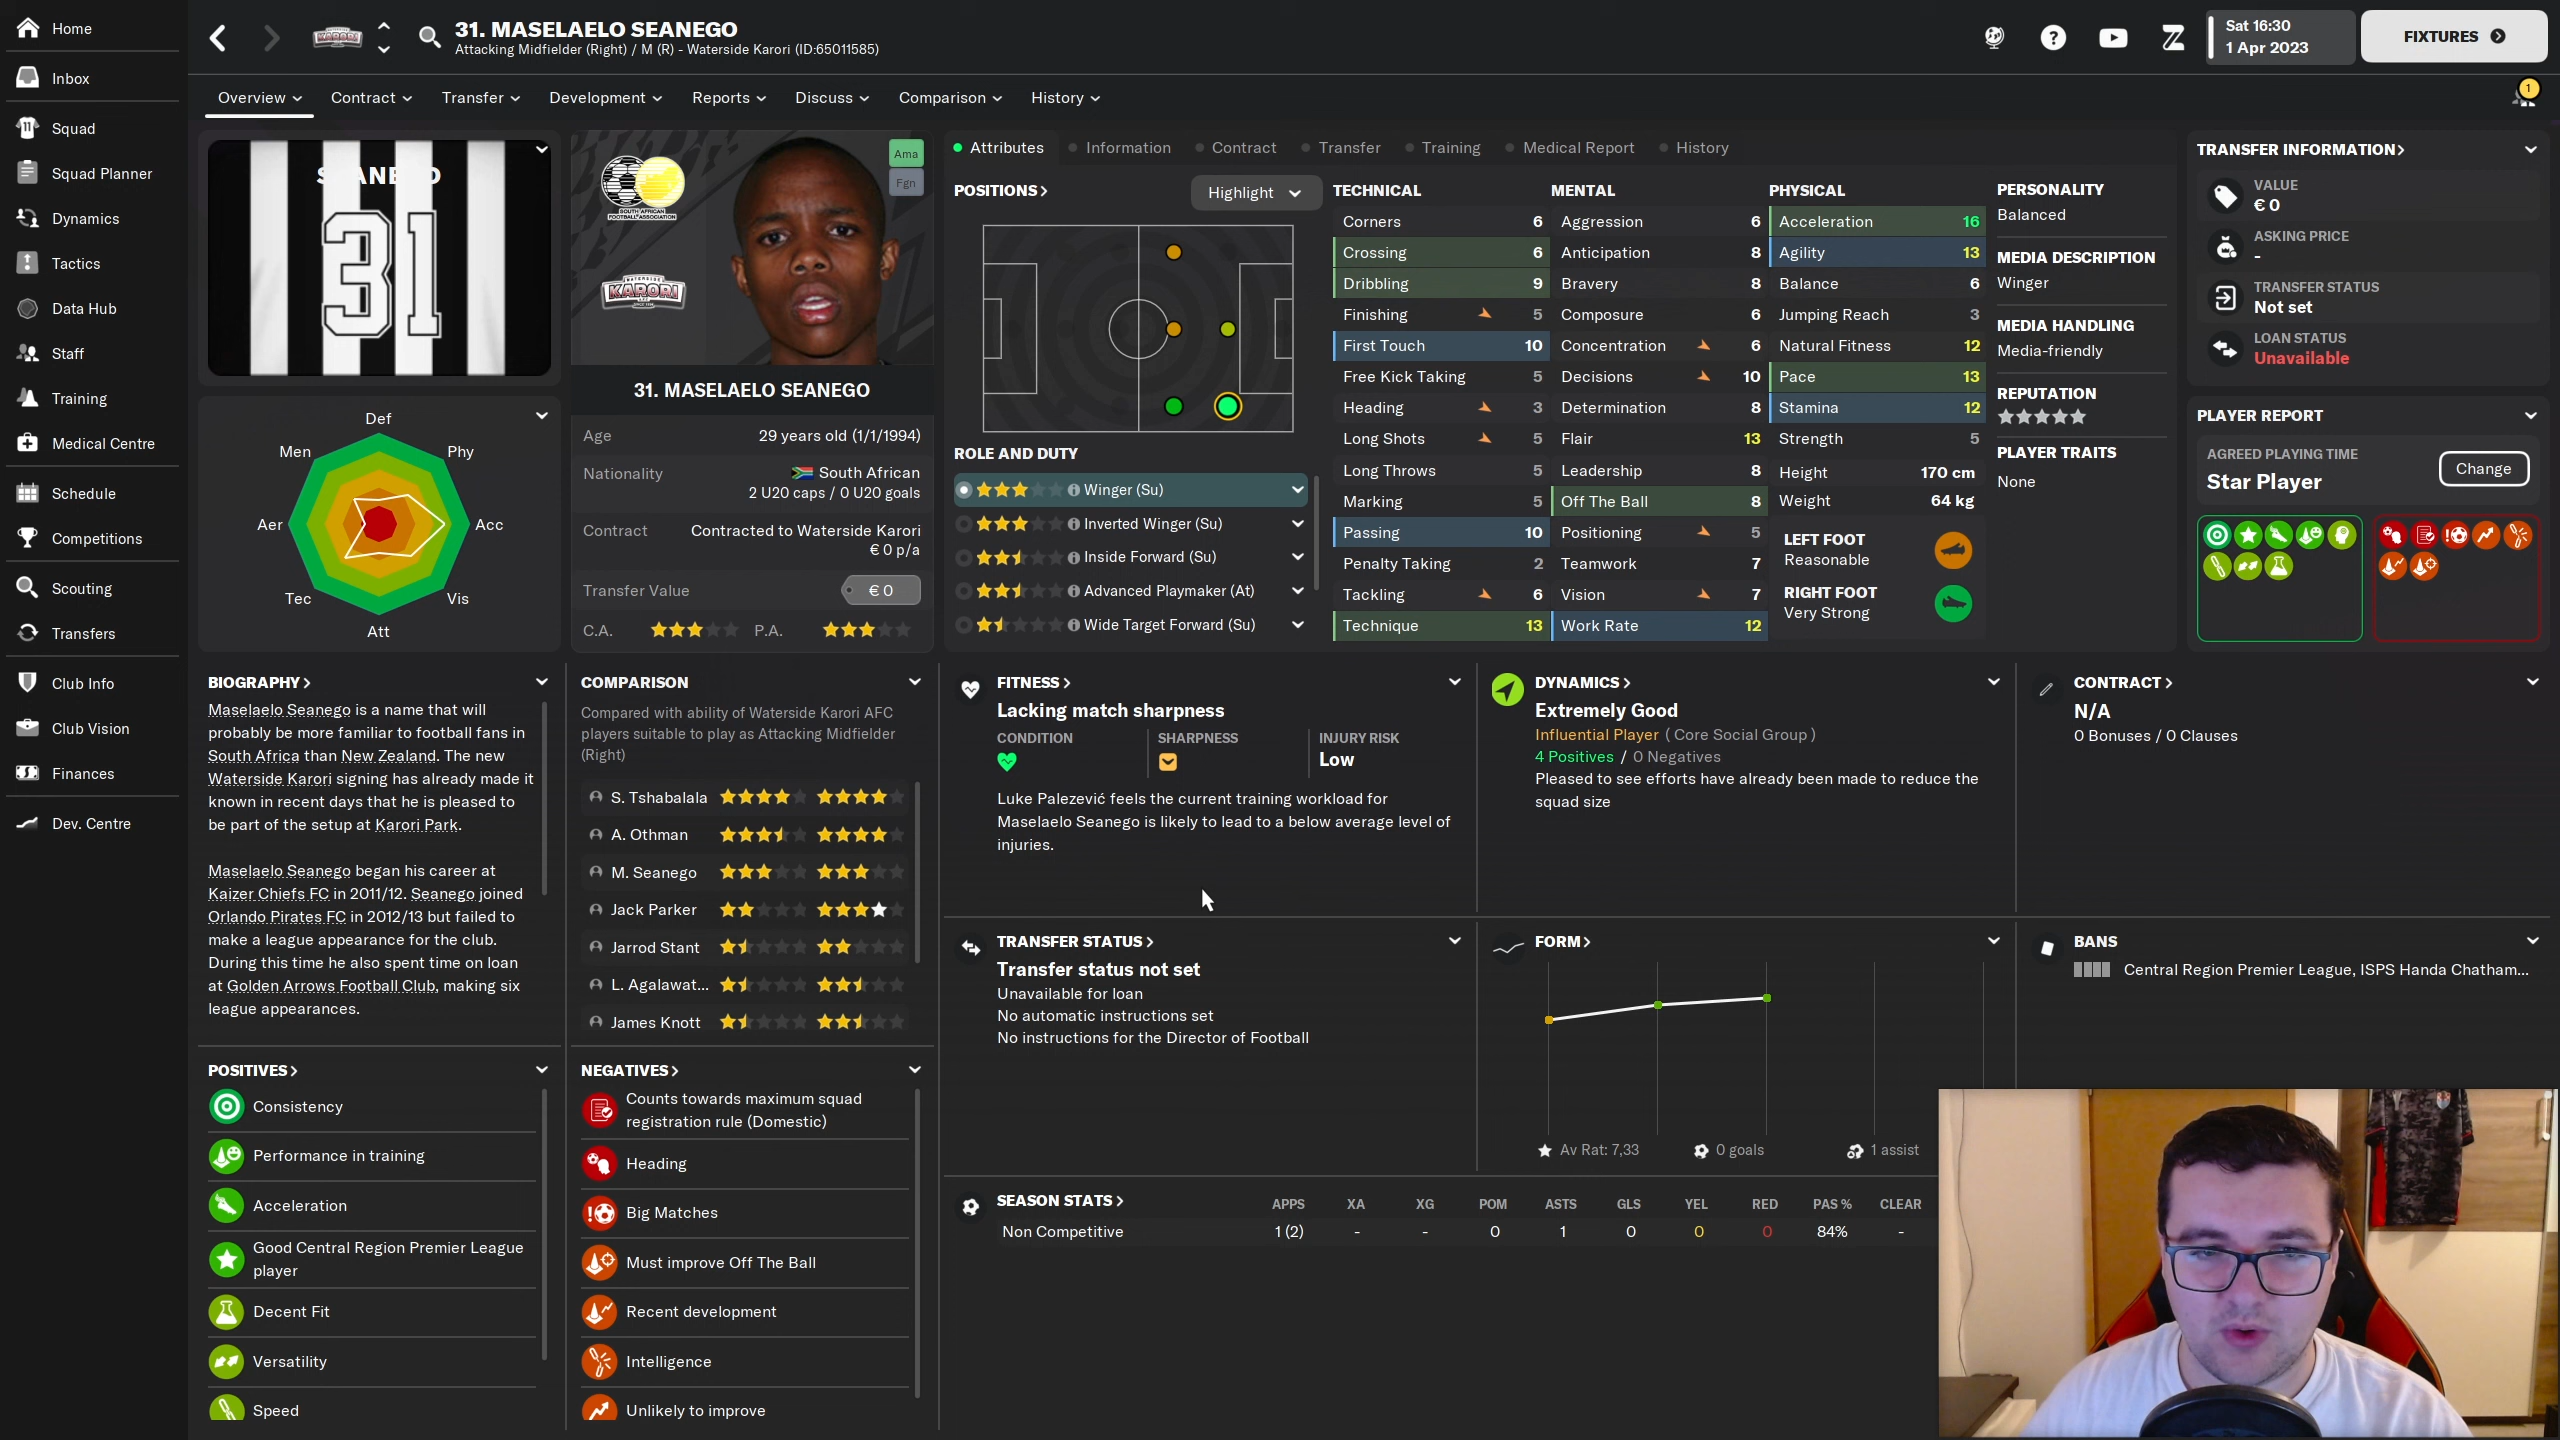 Home
Inbox
Squad
Squad Planner
Dynamics
Tactics
Data Hub
Staff
Training
Medical Centre
Schedule
Competitions
Scouting
Transfers
Club Info
Club Vision
Finances
Dev. Centre
KARORI
31. MASELAELO SEANEGO
Attacking Midfielder (Right) / M (R) - Waterside Karori (ID:65011585)
Sat 16:30
1 Apr 2023
FIXTURES
Overview
Contract
Transfer
Development
Reports
Discuss
Comparison
History
1
31
Def
Men
Phy
Aer
Acc
Tec
Vis
Att
SOUTH AFRICAN
FOOTBALL ASSOCIATION
WATERSIDE
KARORI
Ama
Fgn
31. MASELAELO SEANEGO
Age 29 years old (1/1/1994)
Nationality South African
2 U20 caps / 0 U20 goals
Contract Contracted to Waterside Karori
€ 0 p/a
Transfer Value € 0
C.A. P.A.
Attributes
Information
Contract
Transfer
Training
Medical Report
History
POSITIONS
Highlight
ROLE AND DUTY
Winger (Su)
Inverted Winger (Su)
Inside Forward (Su)
Advanced Playmaker (At)
Wide Target Forward (Su)
TECHNICAL
Corners 6
Crossing 6
Dribbling 9
Finishing 5
First Touch 10
Free Kick Taking 5
Heading 3
Long Shots 5
Long Throws 5
Marking 5
Passing 10
Penalty Taking 2
Tackling 6
Technique 13
MENTAL
Aggression 6
Anticipation 8
Bravery 8
Composure 6
Concentration 6
Decisions 10
Determination 8
Flair 13
Leadership 8
Off The Ball 8
Positioning 5
Teamwork 7
Vision 7
Work Rate 12
PHYSICAL
Acceleration 16
Agility 13
Balance 6
Jumping Reach 3
Natural Fitness 12
Pace 13
Stamina 12
Strength 5
Height 170 cm
Weight 64 kg
LEFT FOOT
Reasonable
RIGHT FOOT
Very Strong
PERSONALITY
Balanced
MEDIA DESCRIPTION
Winger
MEDIA HANDLING
Media-friendly
REPUTATION
PLAYER TRAITS
None
TRANSFER INFORMATION
VALUE
€ 0
ASKING PRICE
-
TRANSFER STATUS
Not set
LOAN STATUS
Unavailable
PLAYER REPORT
AGREED PLAYING TIME
Star Player
Change
BIOGRAPHY
Maselaelo Seanego is a name that will
probably be more familiar to football fans in
South Africa than New Zealand. The new
Waterside Karori signing has already made it
known in recent days that he is pleased to
be part of the setup at Karori Park.
Maselaelo Seanego began his career at
Kaizer Chiefs FC in 2011/12. Seanego joined
Orlando Pirates FC in 2012/13 but failed to
make a league appearance for the club.
During this time he also spent time on loan
at Golden Arrows Football Club, making six
league appearances.
COMPARISON
Compared with ability of Waterside Karori AFC
players suitable to play as Attacking Midfielder
(Right)
S. Tshabalala
A. Othman
M. Seanego
Jack Parker
Jarrod Stant
L. Agalawat...
James Knott
FITNESS
Lacking match sharpness
CONDITION
SHARPNESS
INJURY RISK
Low
Luke Palezević feels the current training workload for
Maselaelo Seanego is likely to lead to a below average level of
injuries.
DYNAMICS
Extremely Good
Influential Player ( Core Social Group )
4 Positives / 0 Negatives
Pleased to see efforts have already been made to reduce the
squad size
CONTRACT
N/A
0 Bonuses / 0 Clauses
TRANSFER STATUS
Transfer status not set
Unavailable for loan
No automatic instructions set
No instructions for the Director of Football
FORM
Av Rat: 7,33
0 goals
1 assist
BANS
Central Region Premier League, ISPS Handa Chatham...
POSITIVES
Consistency
Performance in training
Acceleration
Good Central Region Premier League
player
Decent Fit
Versatility
Speed
NEGATIVES
Counts towards maximum squad
registration rule (Domestic)
Heading
Big Matches
Must improve Off The Ball
Recent development
Intelligence
Unlikely to improve
SEASON STATS APPS XA XG POM ASTS GLS YEL RED PAS % CLEAR
Non Competitive 1 (2) - - 0 1 0 0 0 84% -